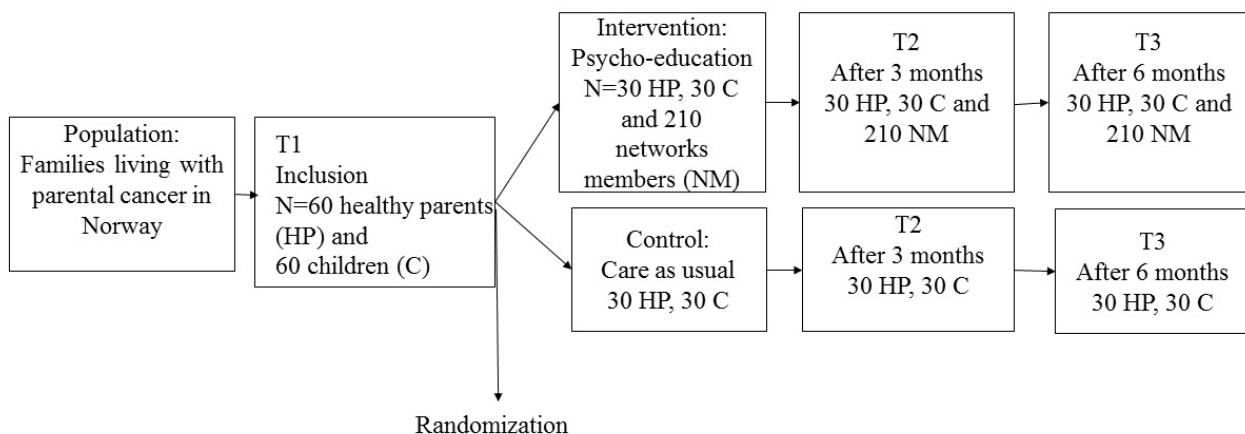 Population:
Families living with
parental cancer in
Norway
T1
Inclusion
N=60 healthy parents
(HP) and
60 children (C)
Intervention:
Psycho-education
N=30 HP, 30 C
and 210
networks
members (NM)
T2
After 3 months
30 HP, 30 C and
210 NM
T3
After 6 months
30 HP, 30 C and
210 NM
Control:
Care as usual
30 HP, 30 C
T2
After 3 months
30 HP, 30 C
T3
After 6 months
30 HP, 30 C
Randomization